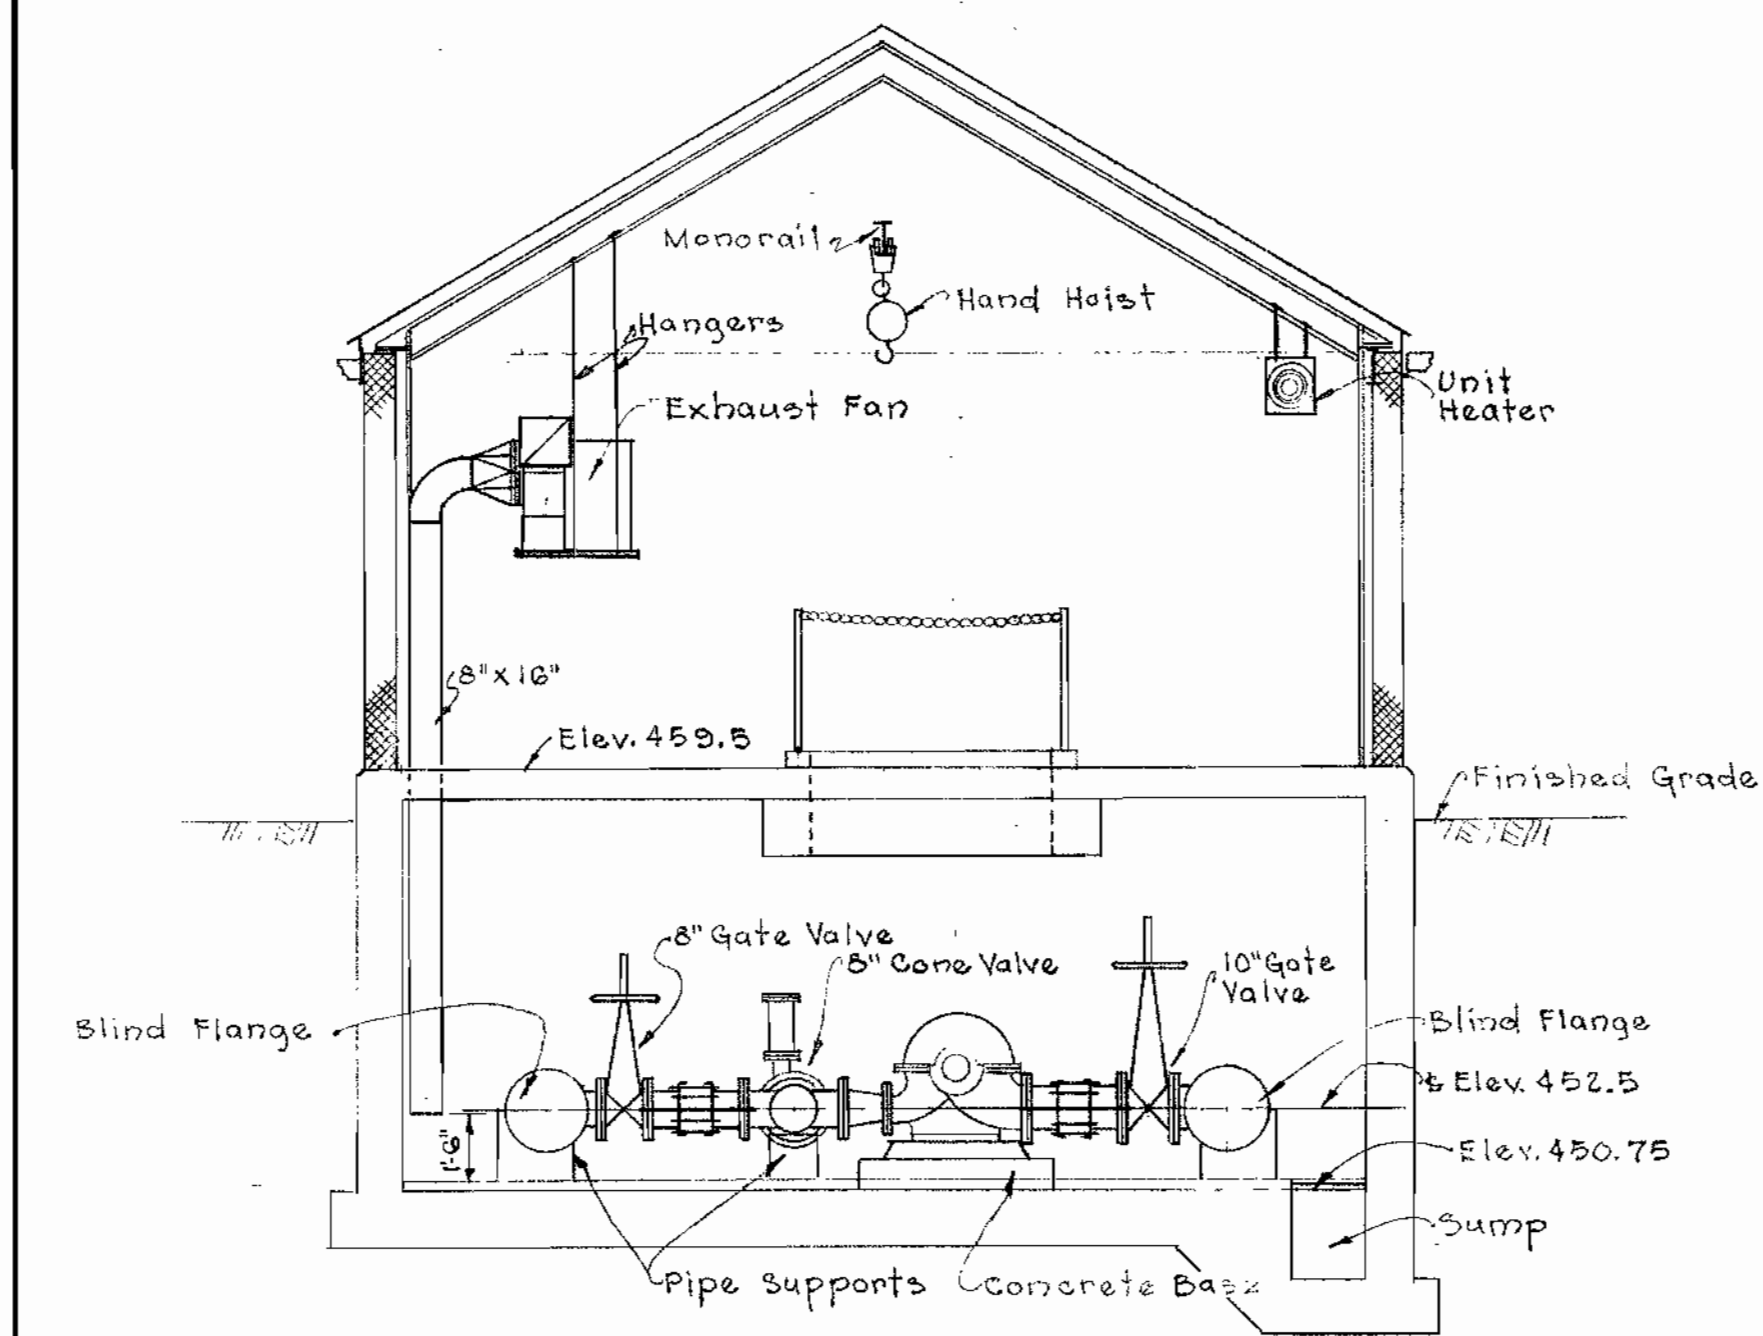 Monorail
Hand Hoist
Hangers
Unit
Heater
Exhaust Fan
8" x 16"
Elev. 459.5
Finished Grade
8" Gate Valve
8" Cone Valve
10" Gate
Valve
Blind Flange
Blind Flange
℄ Elev. 452.5
1'-6"
Elev. 450.75
Sump
Pipe Supports
Concrete Base